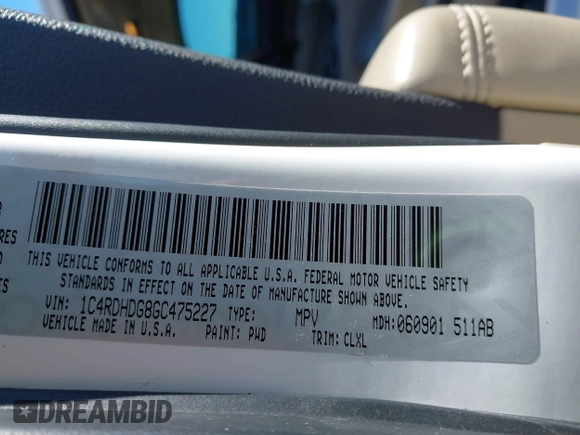 RES
THIS VEHICLE CONFORMS TO ALL APPLICABLE U.S.A. FEDERAL MOTOR VEHICLE SAFETY
STANDARDS IN EFFECT ON THE DATE OF MANUFACTURE SHOWN ABOVE.
VIN: 1C4RDHDG8GC475227 TYPE: MPV MDH:060901 511AB
VEHICLE MADE IN U.S.A. PAINT: PWD TRIM: CLXL
DREAMBID